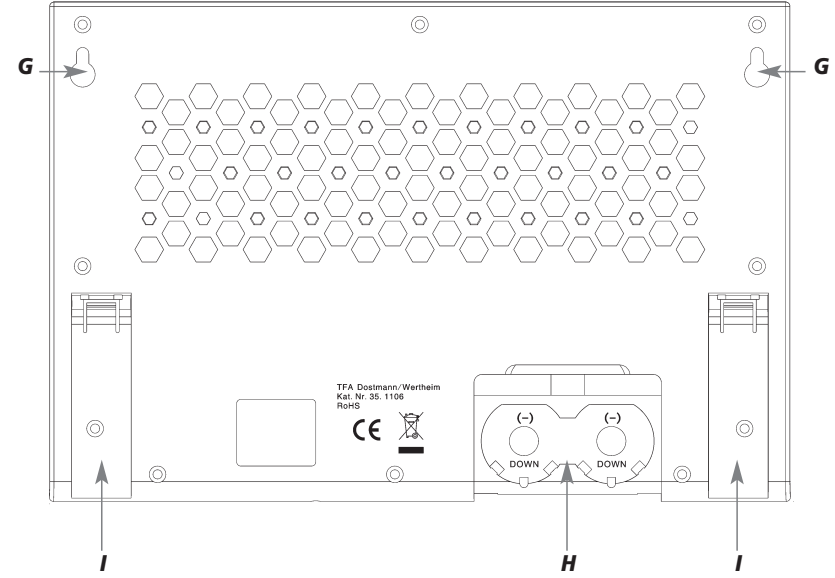 G G
TFA Dostmann/Wertheim
Kat. Nr. 35. 1106
RoHS
CE
(-) (-)
DOWN DOWN
I H I